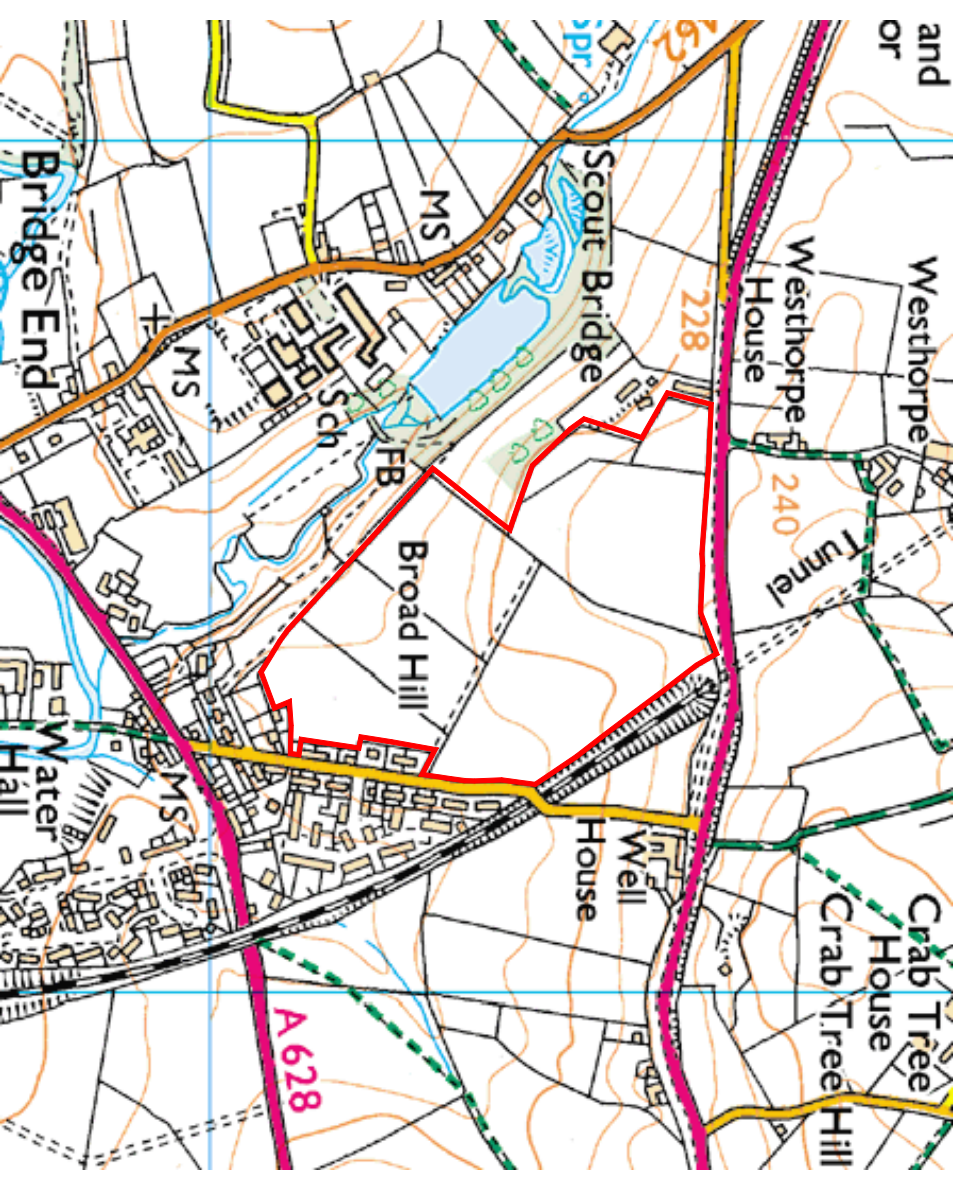 and
or
Spr
Scout Bridge
MS
Bridge End
MS
Sch
FB
228
Westhorpe
House
Westhorpe
240
Tunnel
Broad Hill
Water
Hall
MS
Well
House
Crab Tree
House
Crab Tree Hill
A 628